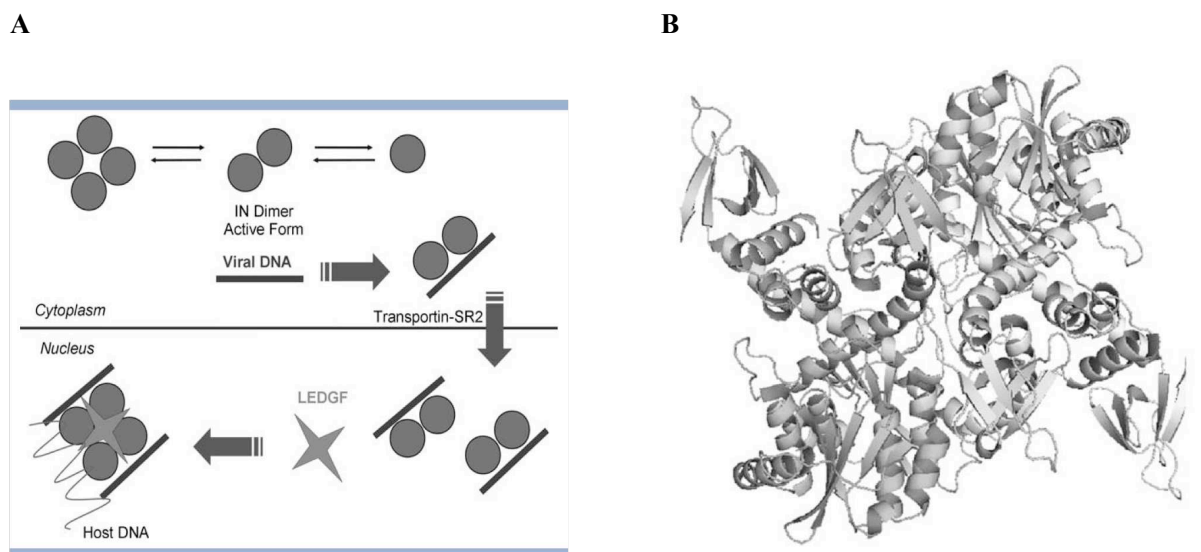 A
B
IN Dimer
Active Form
Viral DNA
Transportin-SR2
Cytoplasm
Nucleus
LEDGF
Host DNA